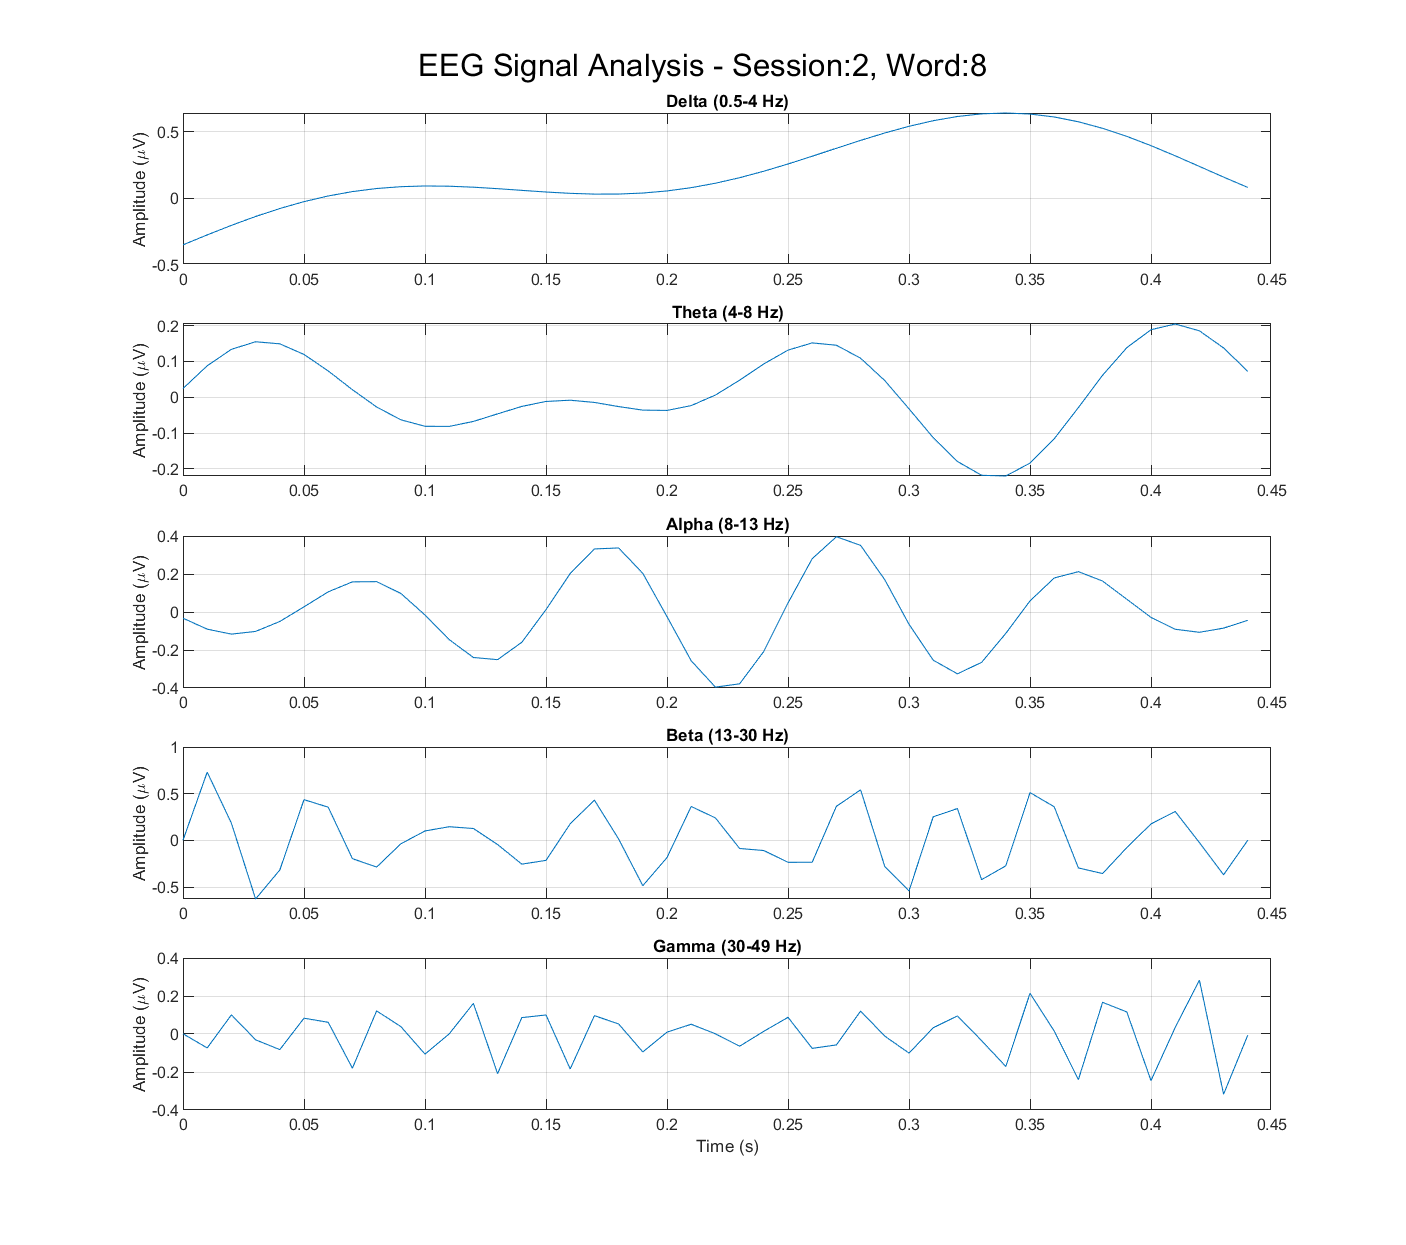 EEG Signal Analysis - Session:2, Word:8
Delta (0.5-4 Hz)
Amplitude (μV)
0.5
0
-0.5
0 0.05 0.1 0.15 0.2 0.25 0.3 0.35 0.4 0.45
Theta (4-8 Hz)
Amplitude (μV)
0.2
0.1
0
-0.1
-0.2
0 0.05 0.1 0.15 0.2 0.25 0.3 0.35 0.4 0.45
Alpha (8-13 Hz)
Amplitude (μV)
0.4
0.2
0
-0.2
-0.4
0 0.05 0.1 0.15 0.2 0.25 0.3 0.35 0.4 0.45
Beta (13-30 Hz)
Amplitude (μV)
1
0.5
0
-0.5
0 0.05 0.1 0.15 0.2 0.25 0.3 0.35 0.4 0.45
Gamma (30-49 Hz)
Amplitude (μV)
0.4
0.2
0
-0.2
-0.4
0 0.05 0.1 0.15 0.2 0.25 0.3 0.35 0.4 0.45
Time (s)